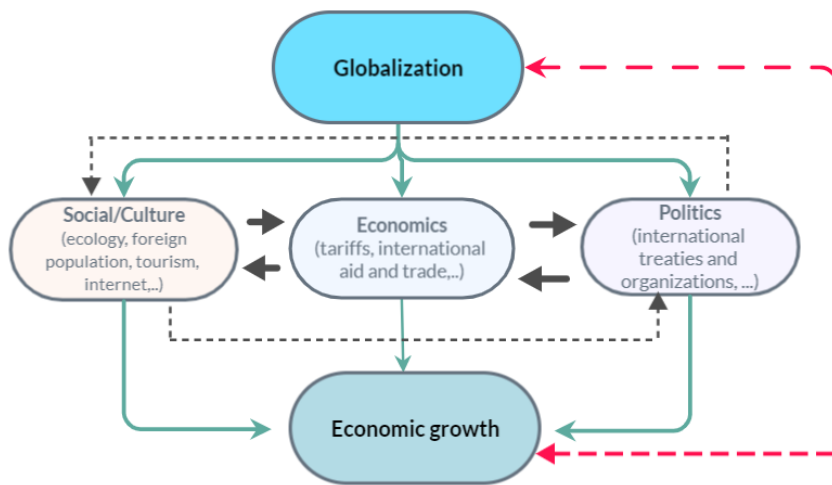 Globalization
Social/Culture
(ecology, foreign
population, tourism,
internet,..)
Economics
(tariffs, international
aid and trade,..)
Politics
(international
treaties and
organizations, ...)
Economic growth